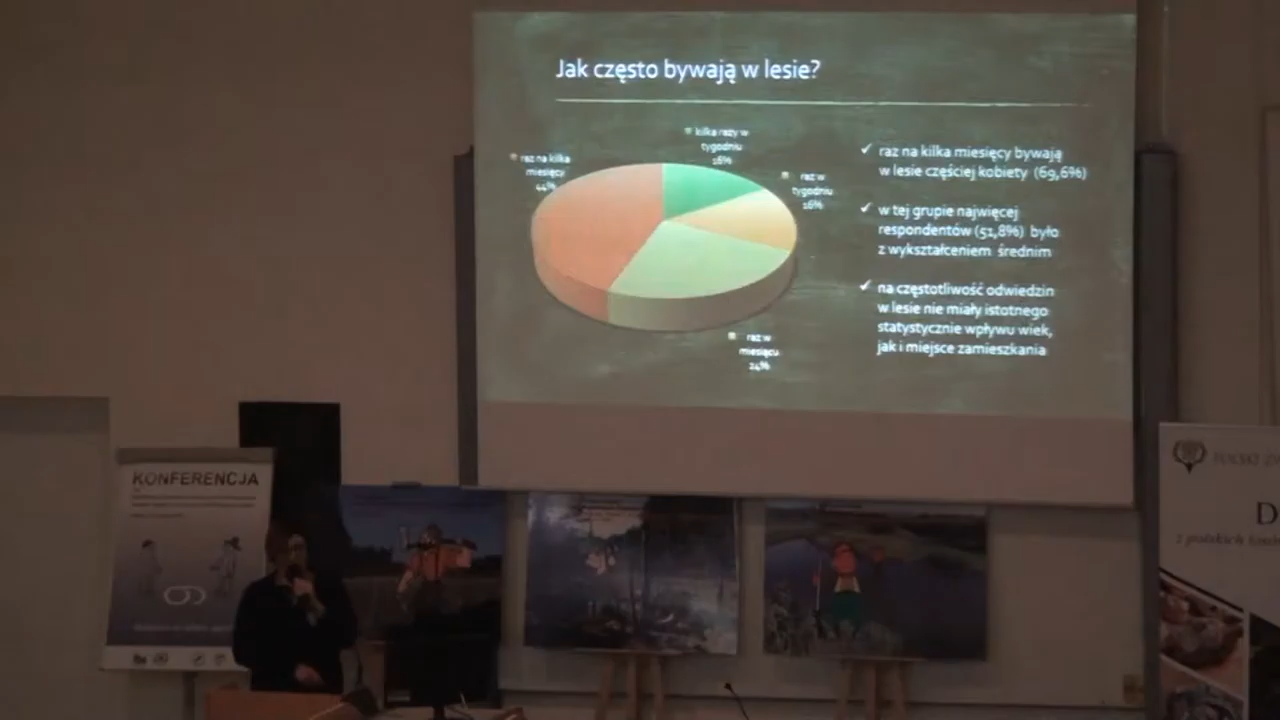 Jak często bywają w lesie?
kilka razy w
tygodniu
16%
raz na kilka
miesięcy
44%
raz w
tygodniu
16%
raz w
miesiącu
24%
✓ raz na kilka miesięcy bywają
w lesie częściej kobiety (69,6%)
✓ w tej grupie najwięcej
respondentów (51,8%) było
z wykształceniem średnim
✓ na częstotliwość odwiedzin
w lesie nie miały istotnego
statystycznie wpływu wiek,
jak i miejsce zamieszkania
KONFERENCJA
POLSKI
D
z polskich